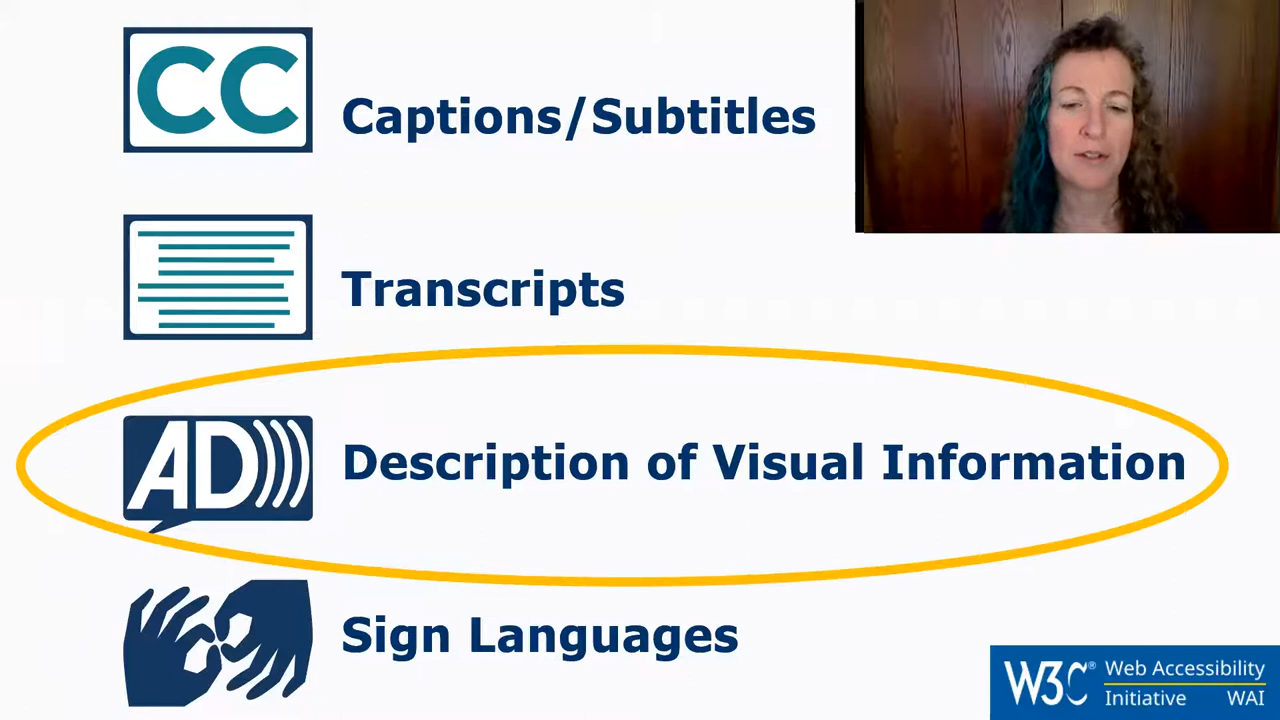 CC
Captions/Subtitles
Transcripts
AD
Description of Visual Information
Sign Languages
W3C® Web Accessibility
Initiative WAI